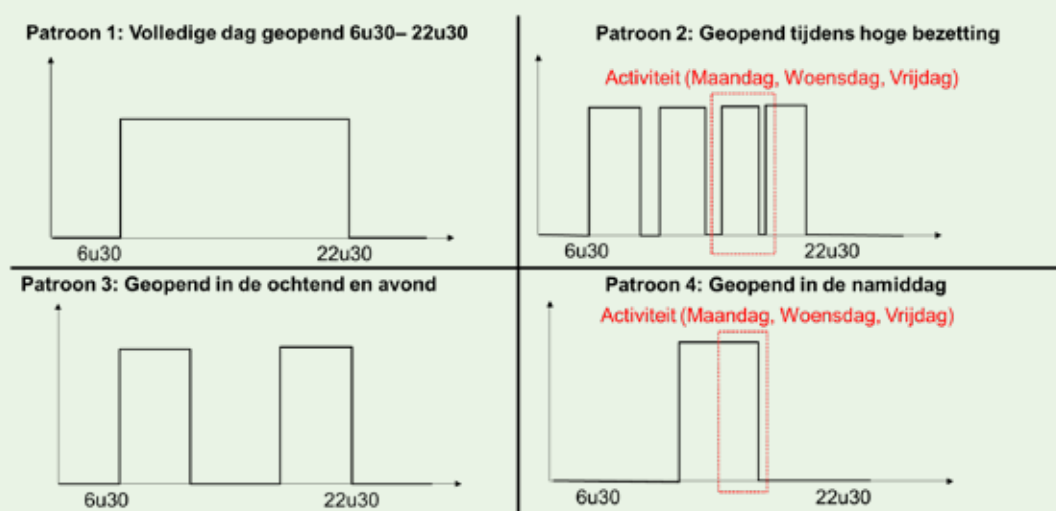 Patroon 1: Volledige dag geopend 6u30– 22u30
6u30
22u30
Patroon 2: Geopend tijdens hoge bezetting
Activiteit (Maandag, Woensdag, Vrijdag)
6u30
22u30
Patroon 3: Geopend in de ochtend en avond
6u30
22u30
Patroon 4: Geopend in de namiddag
Activiteit (Maandag, Woensdag, Vrijdag)
6u30
22u30